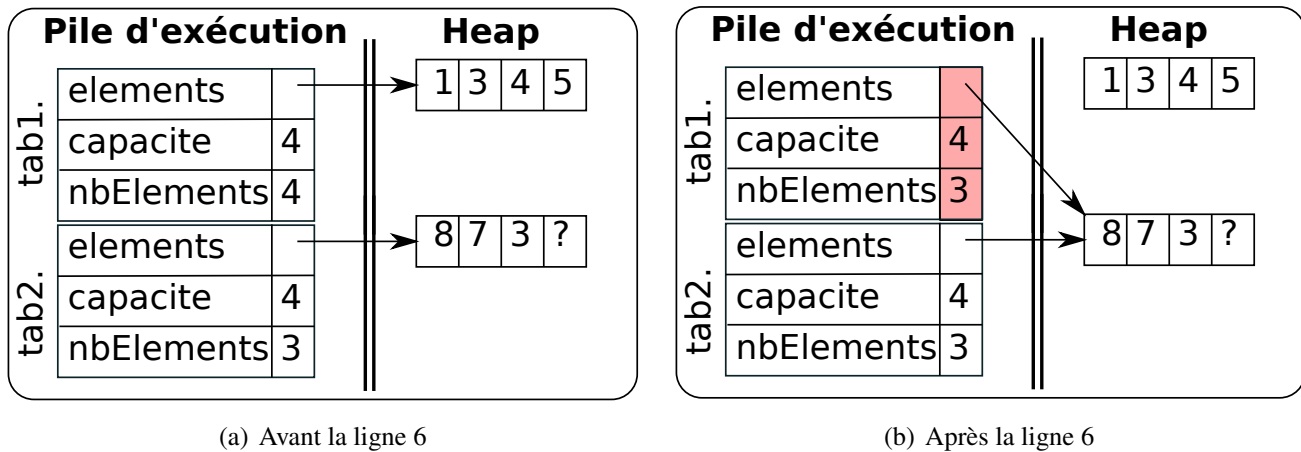 Pile d'exécution Heap
tab1.
elements 1 3 4 5
capacite 4
nbElements 4
tab2.
elements 8 7 3 ?
capacite 4
nbElements 3
(a) Avant la ligne 6
Pile d'exécution Heap
tab1.
elements 1 3 4 5
capacite 4
nbElements 3
tab2.
elements 8 7 3 ?
capacite 4
nbElements 3
(b) Après la ligne 6